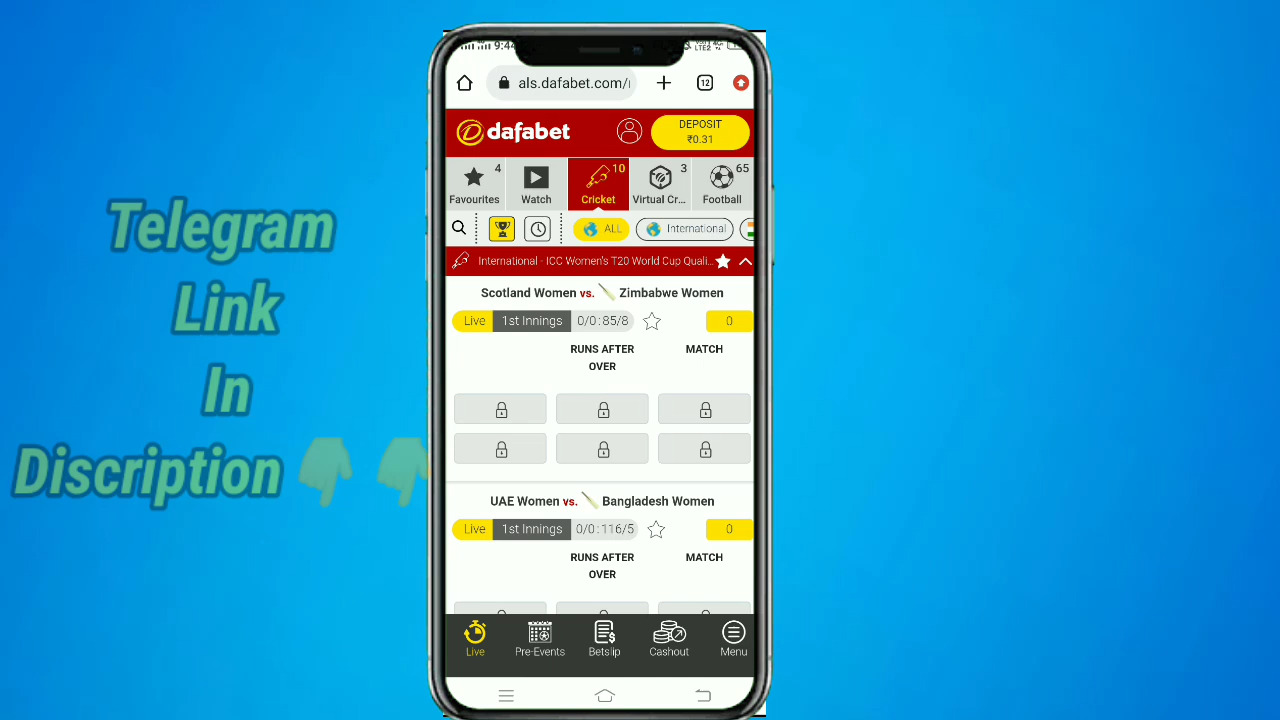 Telegram
Link
In
Discription
9:44
als.dafabet.com/
12
dafabet
DEPOSIT
₹0.31
4
10
3
65
Favourites
Watch
Cricket
Virtual Cr...
Football
ALL
International
International - ICC Women's T20 World Cup Quali...
Scotland Women vs. Zimbabwe Women
Live 1st Innings 0/0:85/8 0
RUNS AFTER OVER
MATCH
UAE Women vs. Bangladesh Women
Live 1st Innings 0/0:116/5 0
RUNS AFTER OVER
MATCH
Live
Pre-Events
Betslip
Cashout
Menu